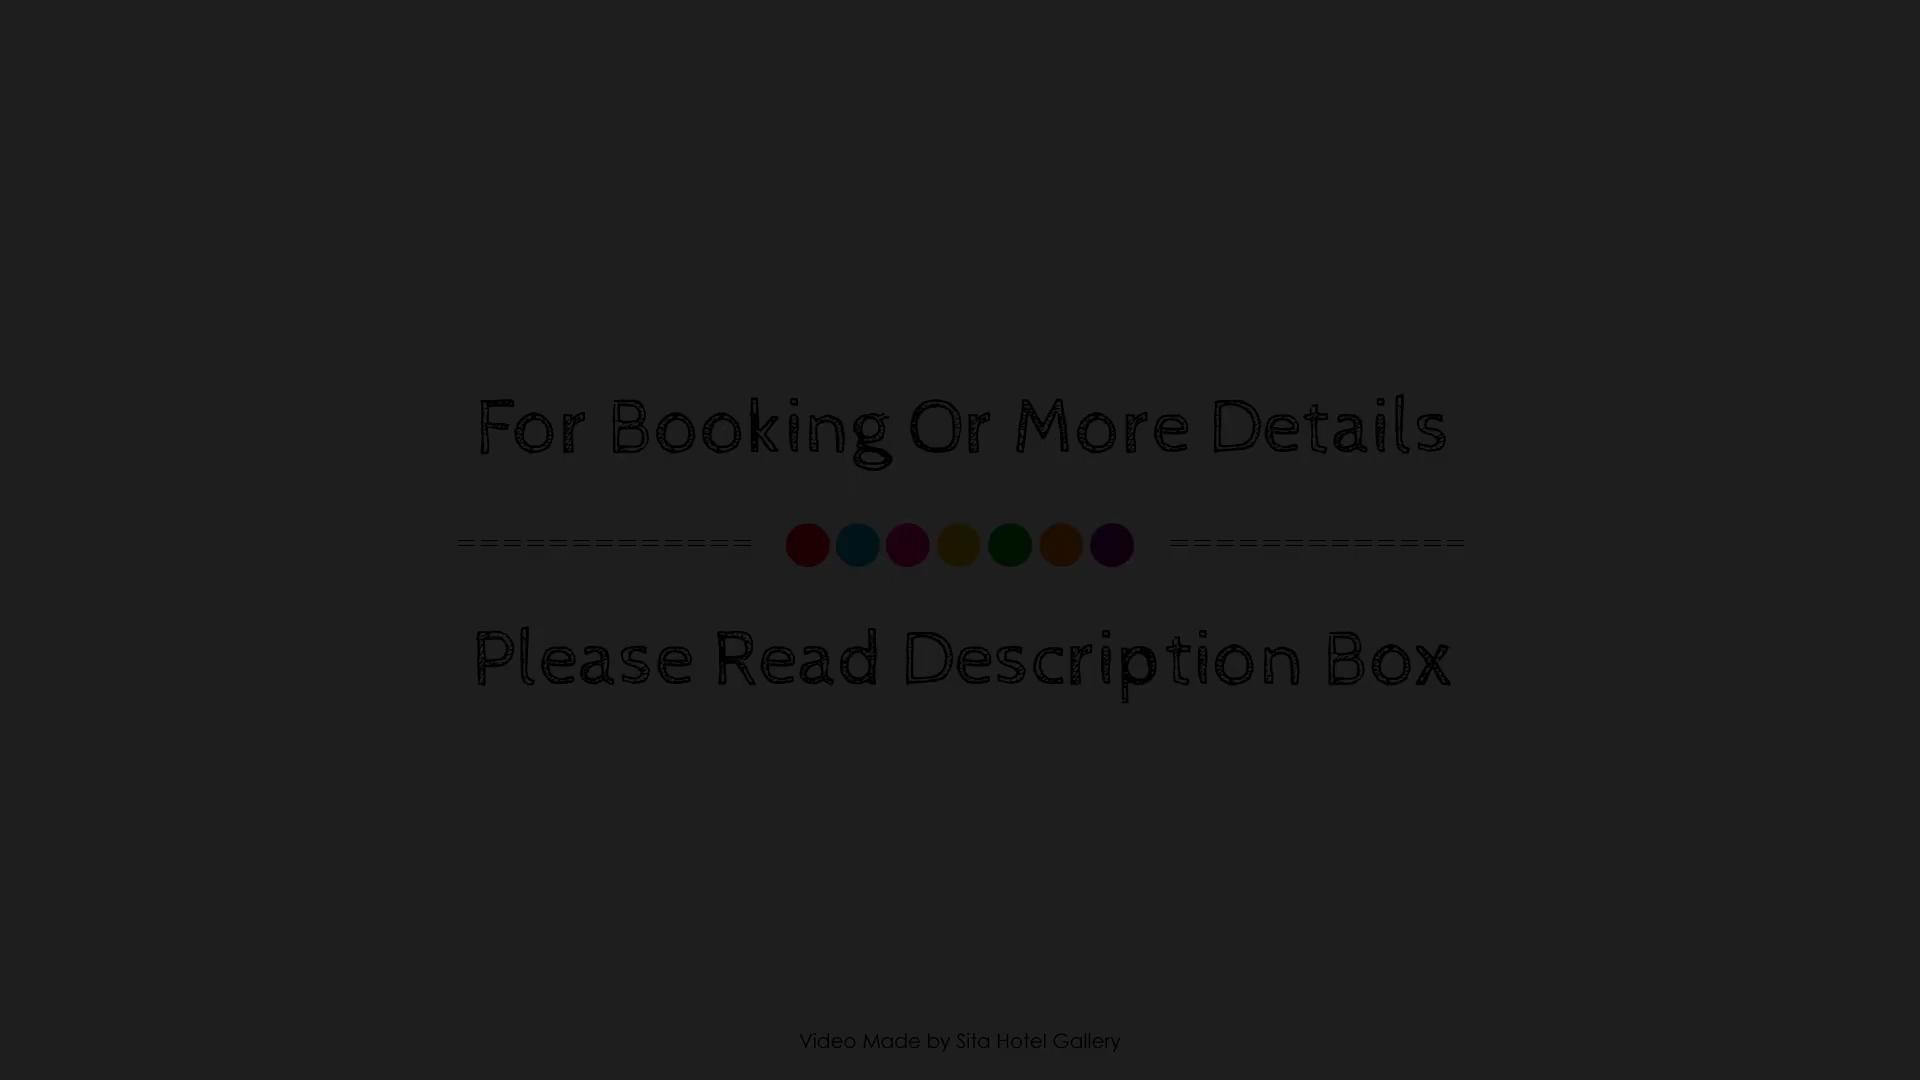 For Booking Or More Details
============= =============
Please Read Description Box
Video Made by Sita Hotel Gallery